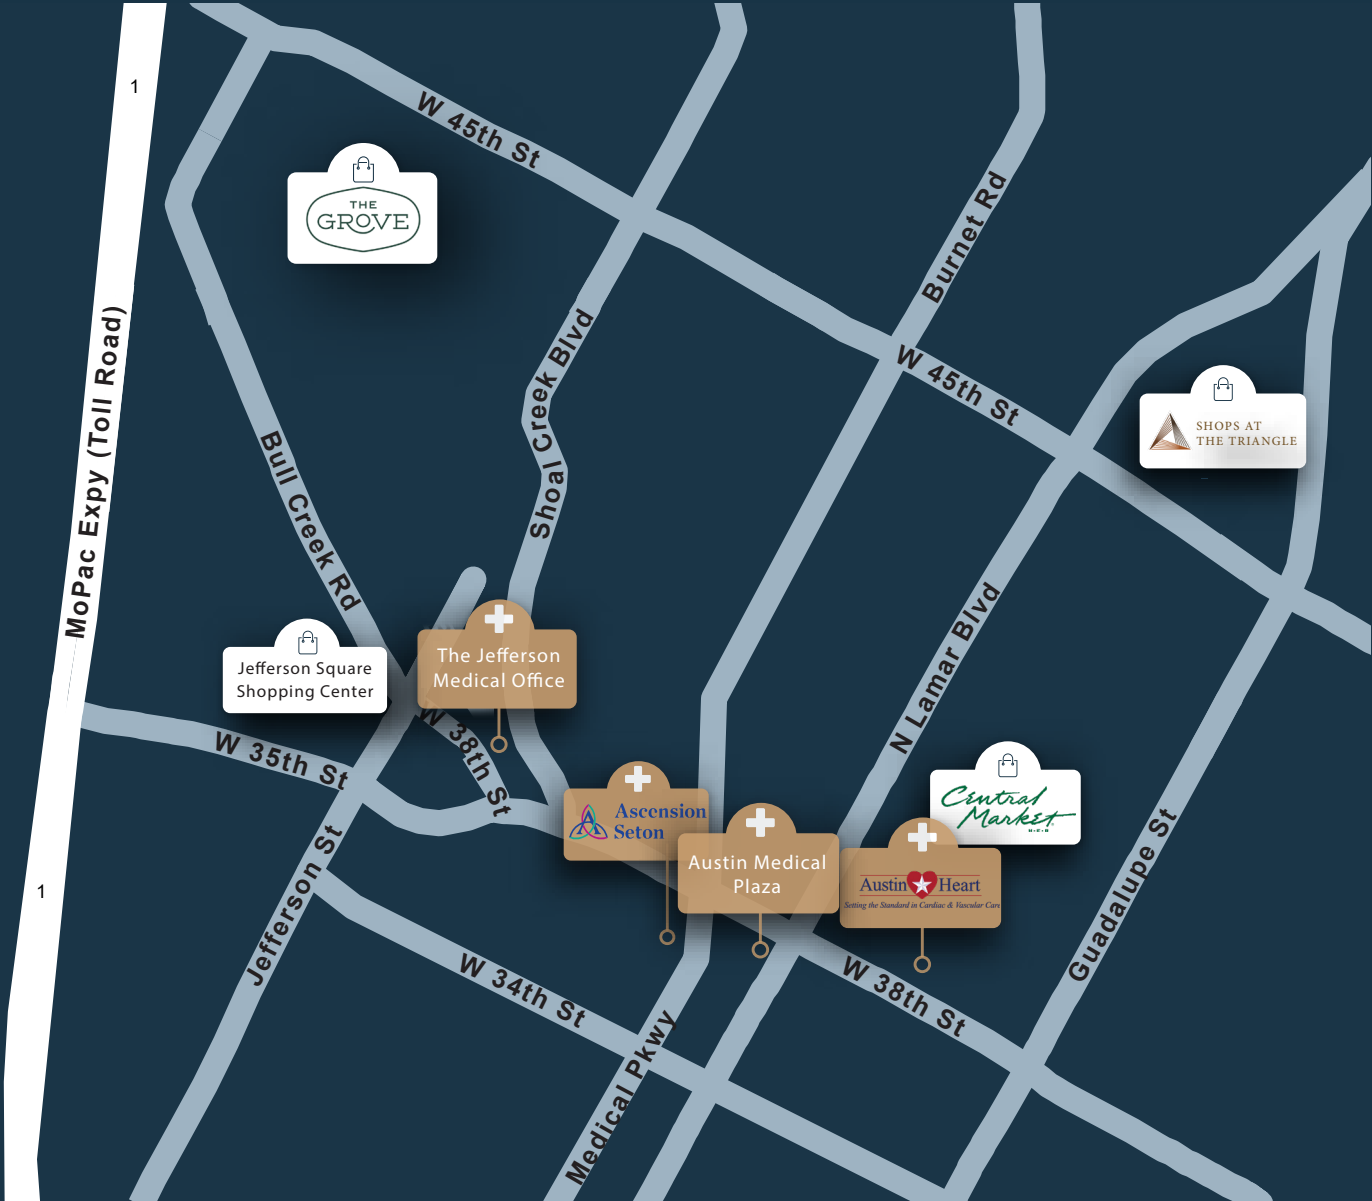 1
W 45th St
THE
GROVE
Burnet Rd
MoPac Expy (Toll Road)
Shoal Creek Blvd
W 45th St
SHOPS AT
THE TRIANGLE
Bull Creek Rd
Jefferson Square
Shopping Center
The Jefferson
Medical Office
N Lamar Blvd
W 38th St
W 35th St
Ascension
Seton
Central
Market
H-E-B
Austin Medical
Plaza
Austin Heart
Setting the Standard in Cardiac & Vascular Care
Guadalupe St
1
Jefferson St
W 34th St
W 38th St
Medical Pkwy